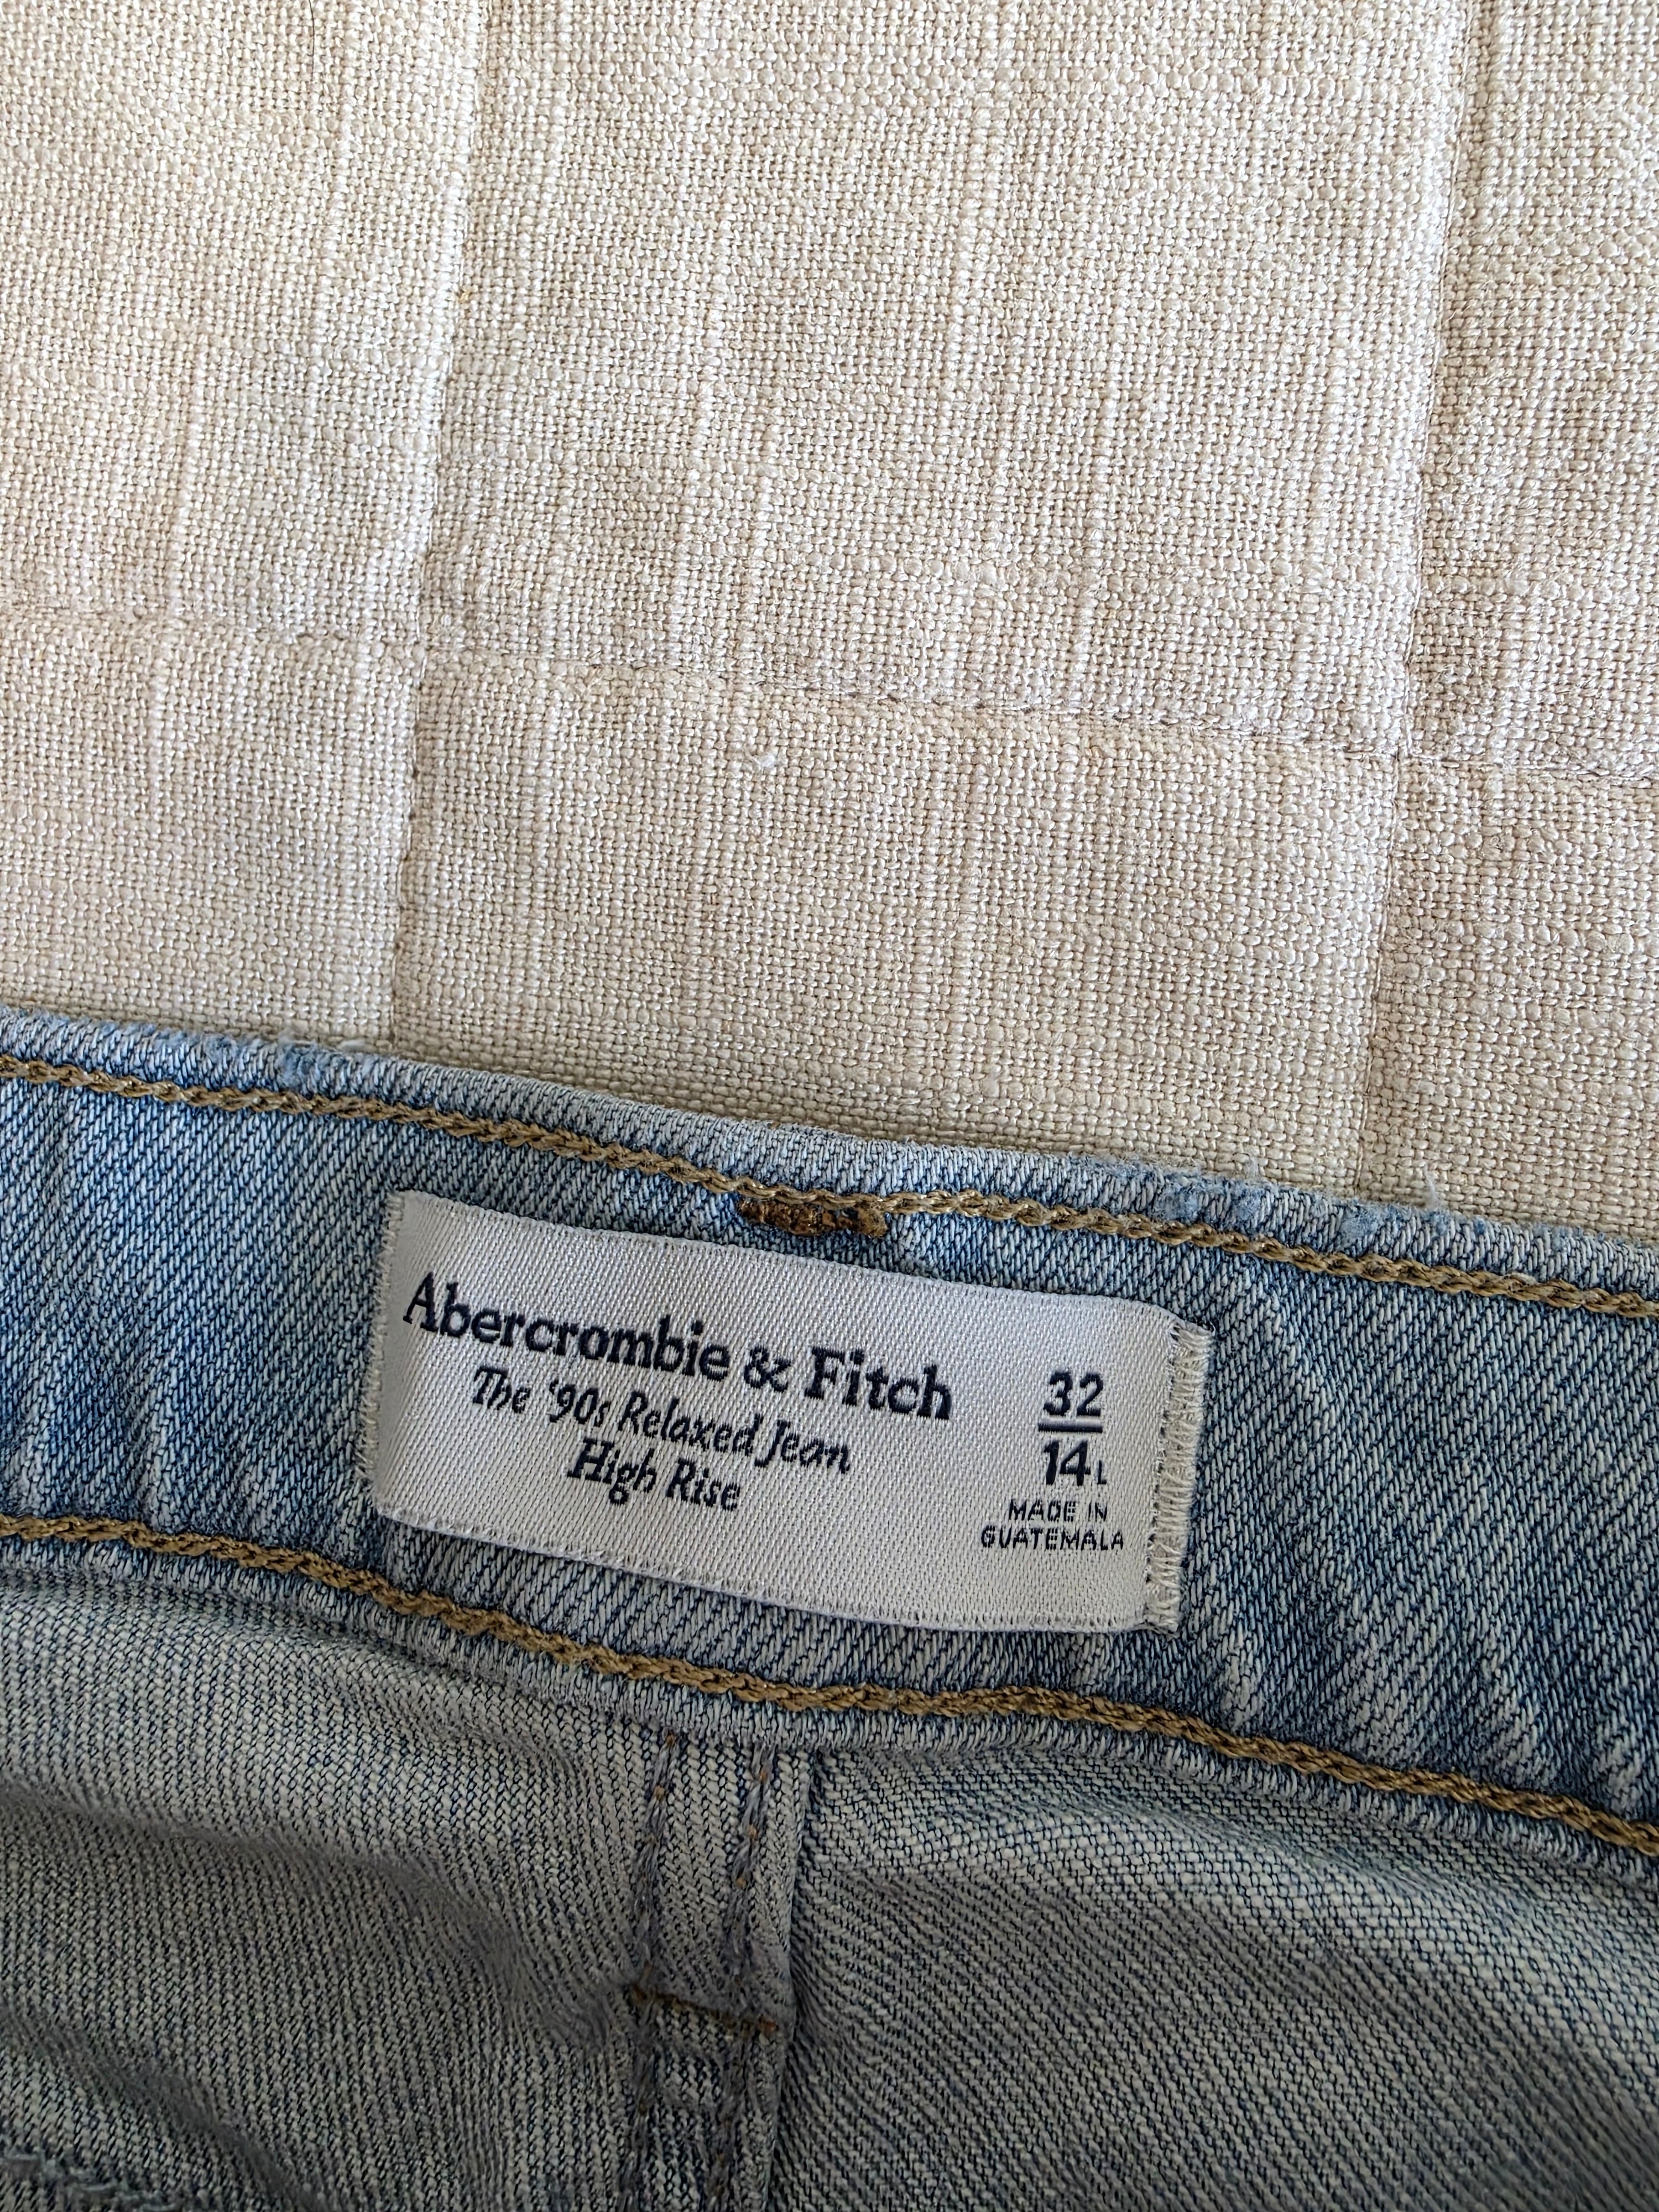 Abercrombie & Fitch
The '90s Relaxed Jean
High Rise
32
14L
MADE IN
GUATEMALA